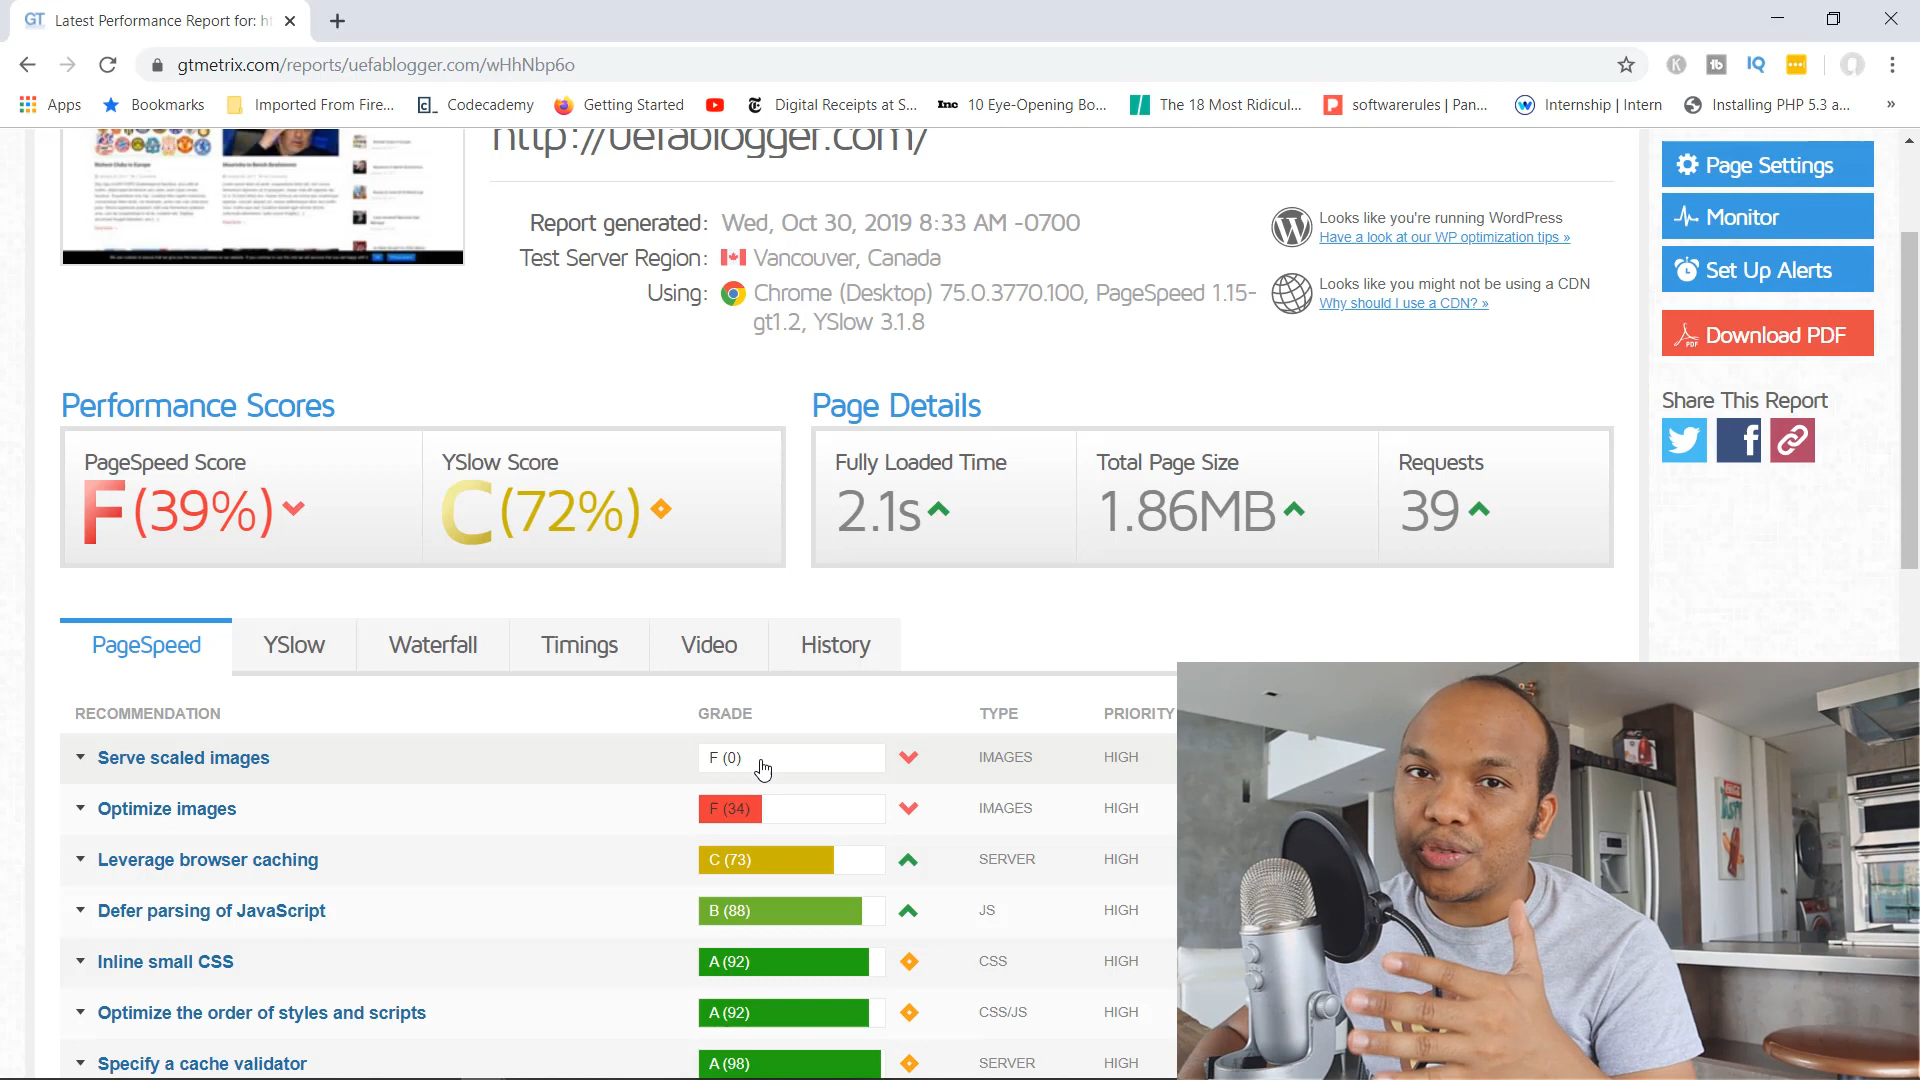 GT Latest Performance Report for: h
gtmetrix.com/reports/uefablogger.com/wHhNbp6o
K
tb
IQ
Apps
Bookmarks
Imported From Fire...
Codecademy
Getting Started
Digital Receipts at S...
Inc 10 Eye-Opening Bo...
The 18 Most Ridicul...
softwarerules | Pan...
Internship | Intern
Installing PHP 5.3 a...
»
http://uefablogger.com/
Report generated: Wed, Oct 30, 2019 8:33 AM -0700
Test Server Region: Vancouver, Canada
Using: Chrome (Desktop) 75.0.3770.100, PageSpeed 1.15-
gt1.2, YSlow 3.1.8
Looks like you're running WordPress
Have a look at our WP optimization tips »
Looks like you might not be using a CDN
Why should I use a CDN? »
Page Settings
Monitor
Set Up Alerts
PDF Download PDF
Share This Report
Performance Scores
PageSpeed Score
F(39%)
YSlow Score
C(72%)
Page Details
Fully Loaded Time
2.1s
Total Page Size
1.86MB
Requests
39
PageSpeed
YSlow
Waterfall
Timings
Video
History
RECOMMENDATION GRADE TYPE PRIORITY
Serve scaled images F (0) IMAGES HIGH
Optimize images F (34) IMAGES HIGH
Leverage browser caching C (73) SERVER HIGH
Defer parsing of JavaScript B (88) JS HIGH
Inline small CSS A (92) CSS HIGH
Optimize the order of styles and scripts A (92) CSS/JS HIGH
Specify a cache validator A (98) SERVER HIGH